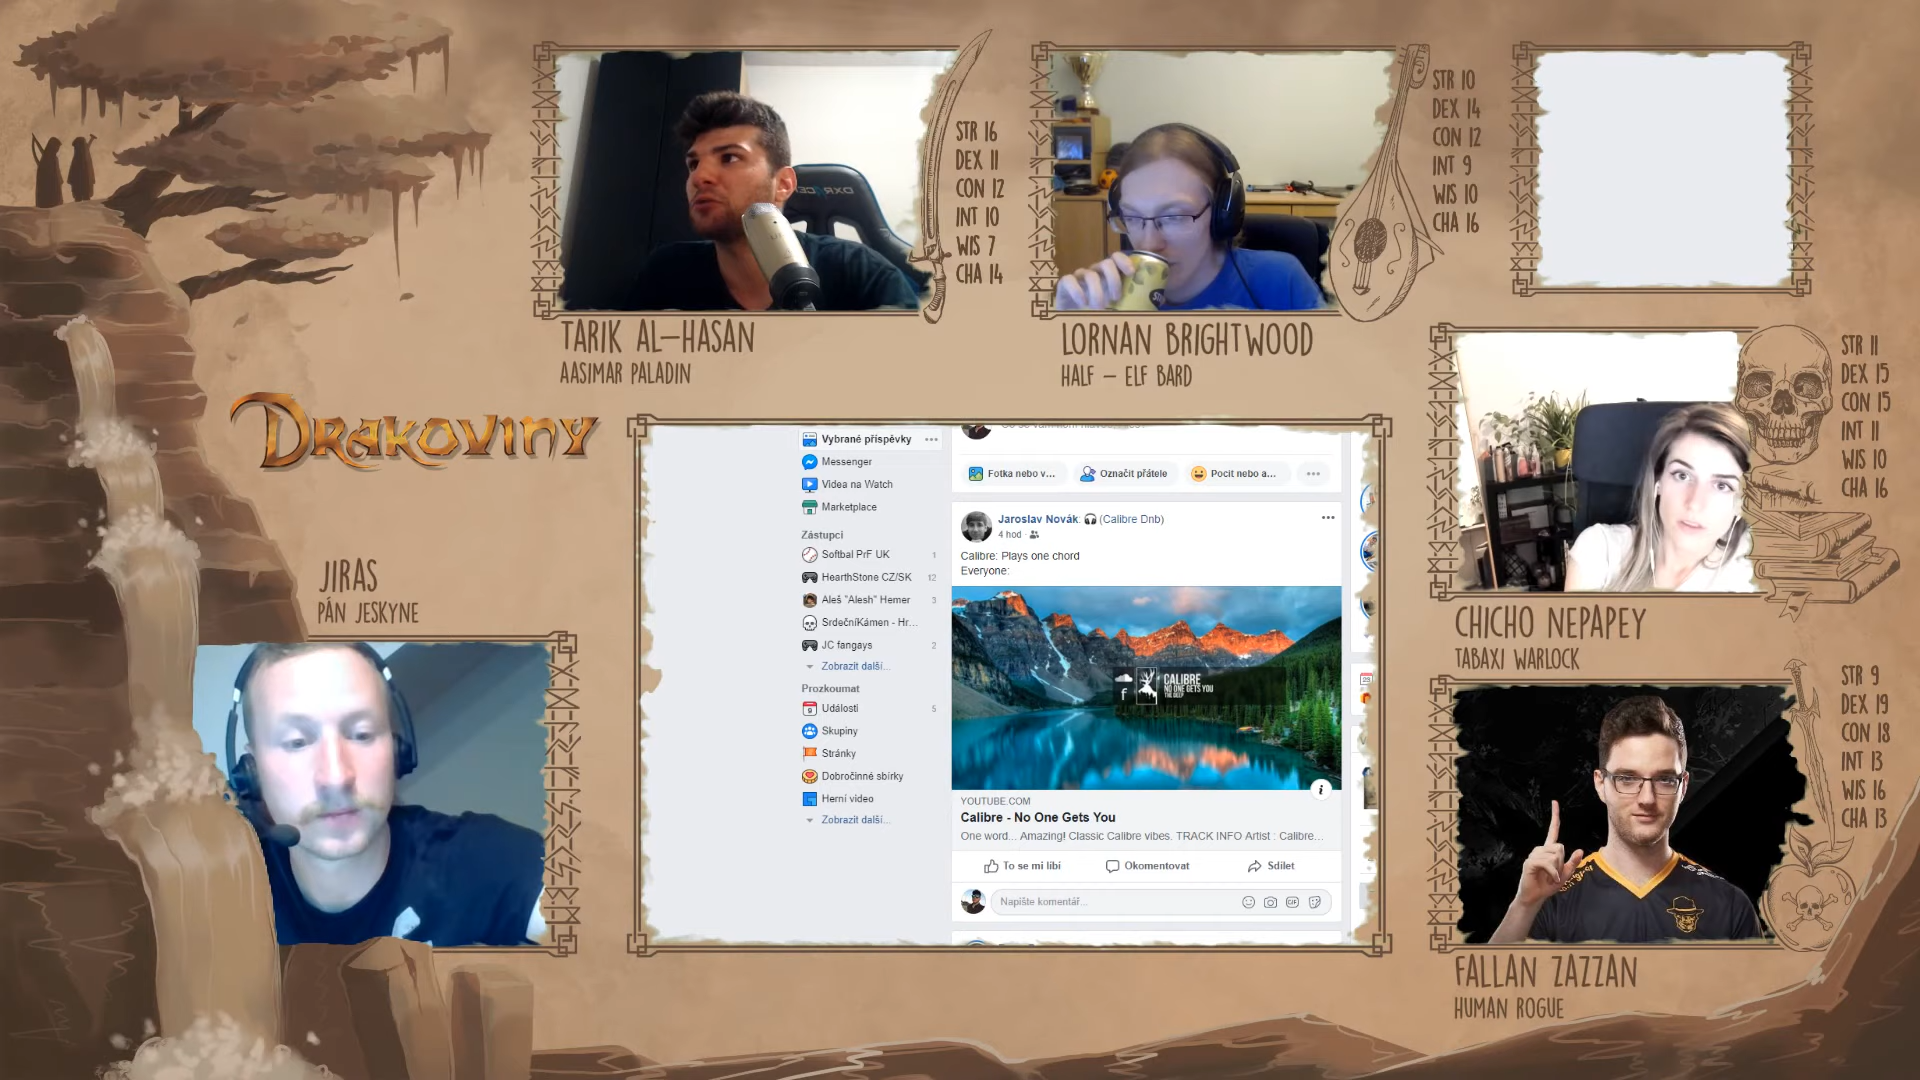 STR 16
DEX 11
CON 12
INT 10
WIS 7
CHA 14
TARIK AL-HASAN
AASIMAR PALADIN
STR 10
DEX 14
CON 12
INT 9
WIS 10
CHA 16
LORNAN BRIGHTWOOD
HALF - ELF BARD
DXRACER
DRAKOVINY
JIRAS
PÁN JESKYNE
Vybrané příspěvky
Messenger
Videa na Watch
Marketplace
Zástupci
Softbal PrF UK 1
HearthStone CZ/SK 12
Aleš "Alesh" Hemer 3
SrdečníKámen - Hr...
JC fangays 2
Zobrazit další...
Prozkoumat
9
Události 5
Skupiny
Stránky
Dobročinné sbírky
Herní video
Zobrazit další...
Fotka nebo v...
Označit přátele
Pocit nebo a...
Jaroslav Novák: 🎧 (Calibre Dnb)
4 hod ·
Calibre: Plays one chord
Everyone:
CALIBRE
NO ONE GETS YOU
THE DEEP
YOUTUBE.COM
Calibre - No One Gets You
One word... Amazing! Classic Calibre vibes. TRACK INFO Artist : Calibre...
To se mi líbí
Okomentovat
Sdílet
Napište komentář...
GIF
STR 11
DEX 15
CON 15
INT 11
WIS 10
CHA 16
CHICHO NEPAPEY
TABAXI WARLOCK
STR 9
DEX 19
CON 18
INT 13
WIS 16
CHA 13
FALLAN ZAZZAN
HUMAN ROGUE